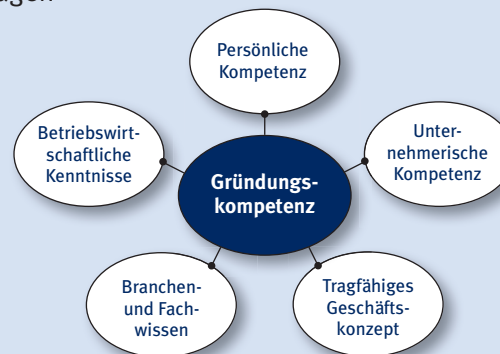 Persönliche
Kompetenz
Betriebswirt-
schaftliche
Kenntnisse
Unter-
nehmerische
Kompetenz
Gründungs-
kompetenz
Branchen-
und Fach-
wissen
Tragfähiges
Geschäfts-
konzept